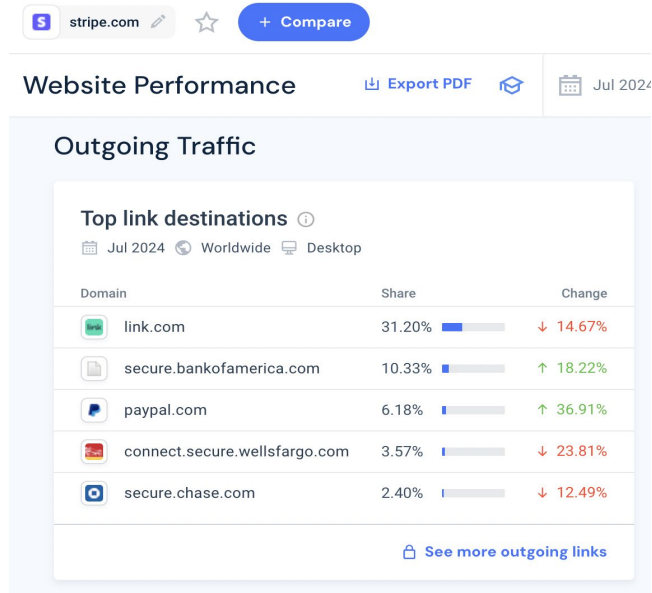 stripe.com
+ Compare
Website Performance
Export PDF
Jul 2024
Outgoing Traffic
Top link destinations
Jul 2024 Worldwide Desktop
Domain Share Change
link.com 31.20% ↓ 14.67%
secure.bankofamerica.com 10.33% ↑ 18.22%
paypal.com 6.18% ↑ 36.91%
connect.secure.wellsfargo.com 3.57% ↓ 23.81%
secure.chase.com 2.40% ↓ 12.49%
See more outgoing links